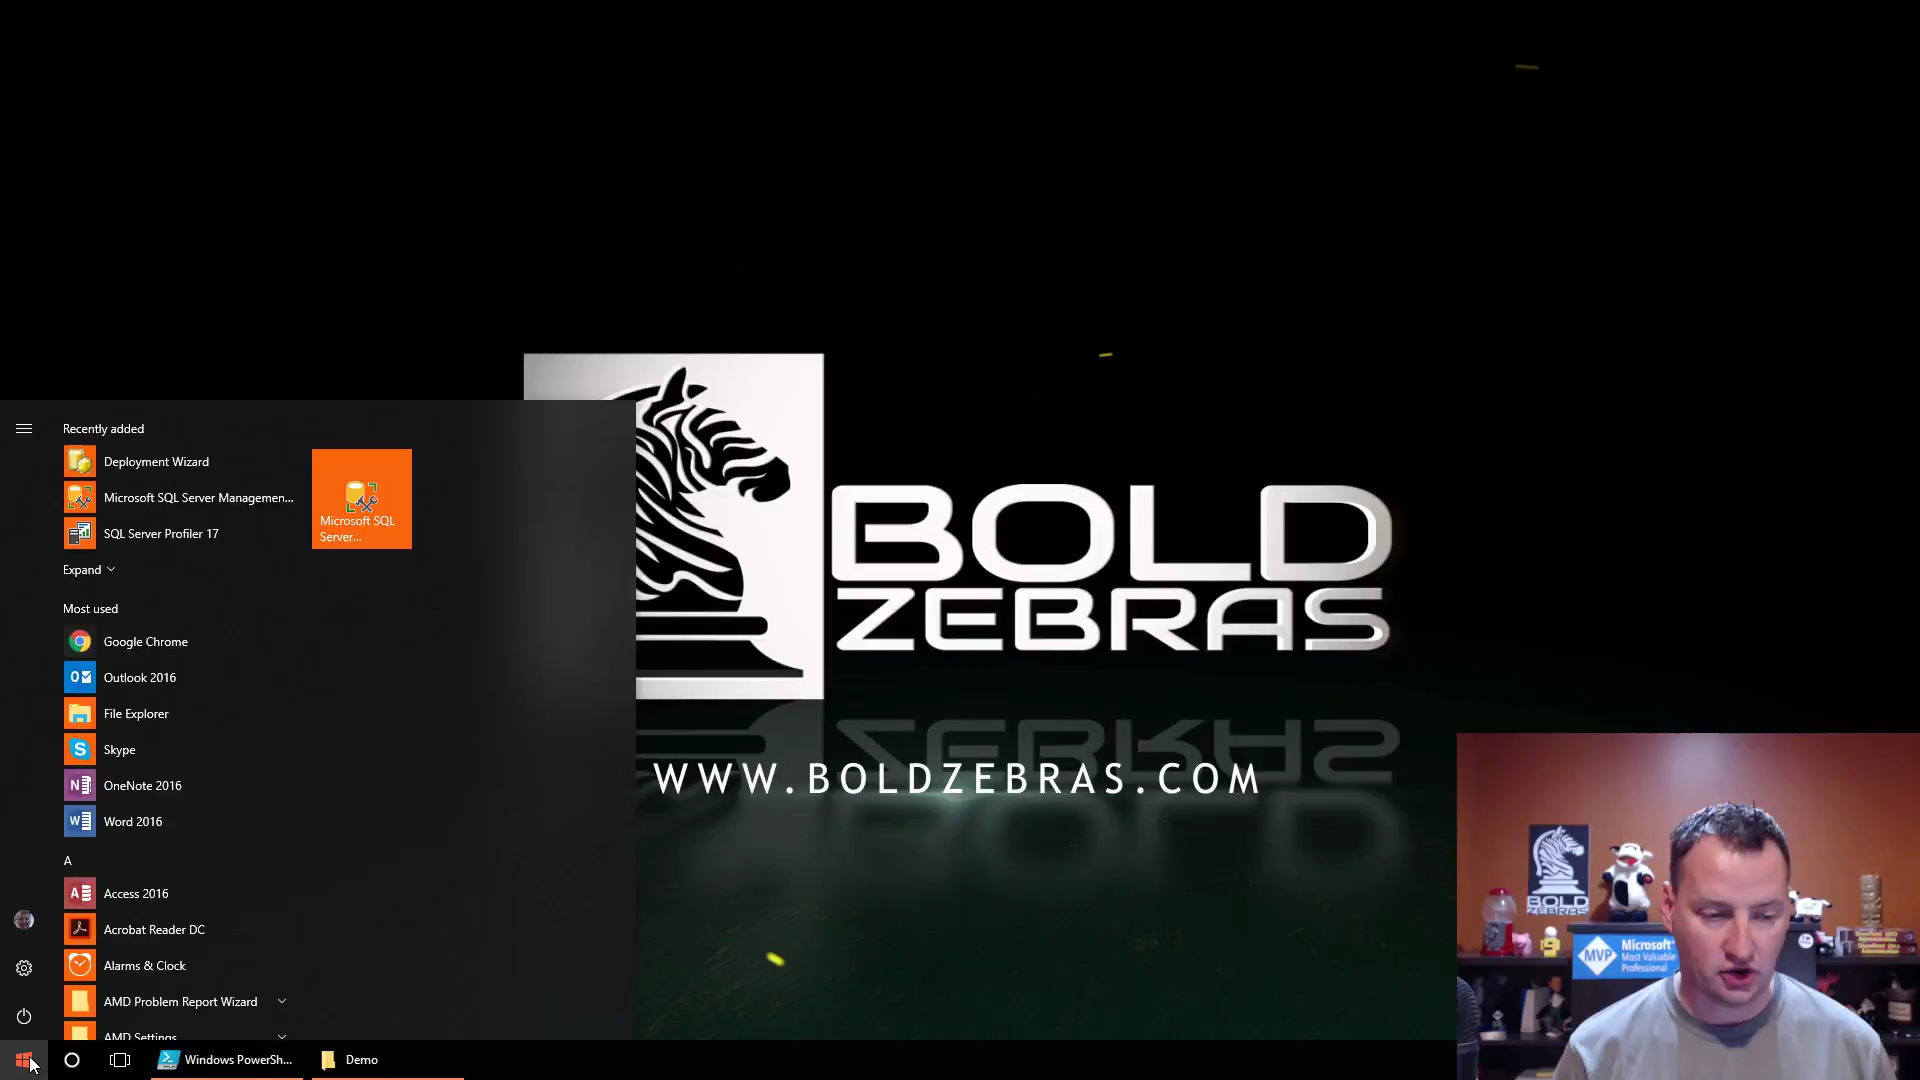 Recently added
Deployment Wizard
Microsoft SQL Server Managemen...
SQL Server Profiler 17
Expand
Microsoft SQL
Server...
Most used
Google Chrome
Outlook 2016
File Explorer
Skype
OneNote 2016
Word 2016
A
Access 2016
Acrobat Reader DC
Alarms & Clock
AMD Problem Report Wizard
AMD Settings
Windows PowerSh...
Demo
BOLD
ZEBRAS
WWW.BOLDZEBRAS.COM
BOLD
ZEBRAS
MVP
Microsoft
Most Valuable
Professional